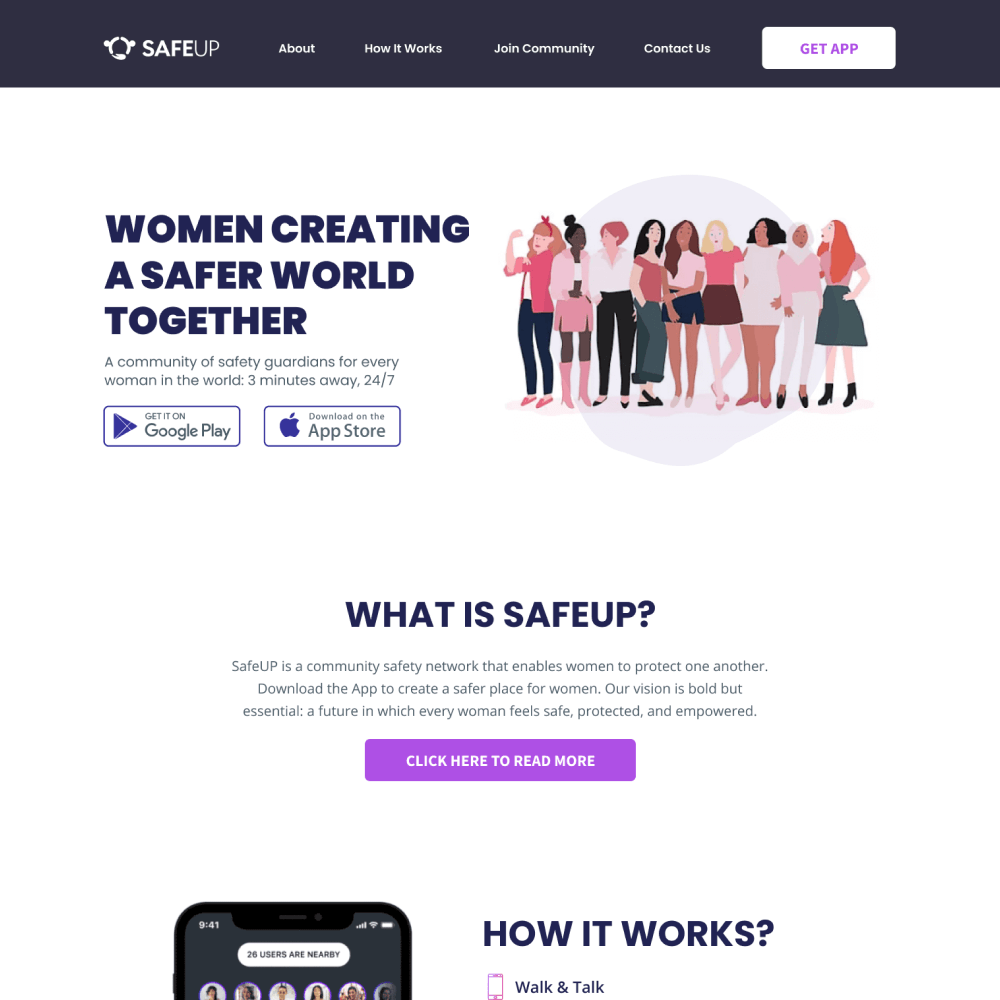 SAFEUP
About
How It Works
Join Community
Contact Us
GET APP
WOMEN CREATING
A SAFER WORLD
TOGETHER
A community of safety guardians for every
woman in the world: 3 minutes away, 24/7
GET IT ON
Google Play
Download on the
App Store
WHAT IS SAFEUP?
SafeUP is a community safety network that enables women to protect one another.
Download the App to create a safer place for women. Our vision is bold but
essential: a future in which every woman feels safe, protected, and empowered.
CLICK HERE TO READ MORE
9:41
26 USERS ARE NEARBY
HOW IT WORKS?
Walk & Talk